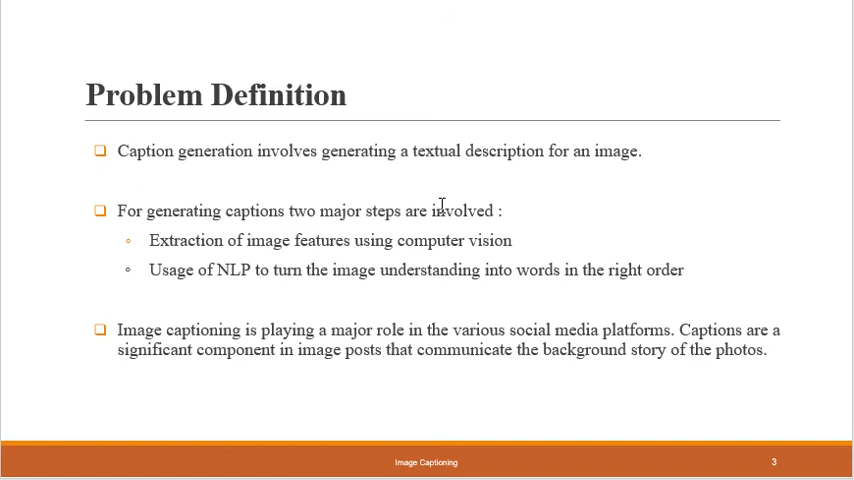 Problem Definition
Caption generation involves generating a textual description for an image.
For generating captions two major steps are involved :
Extraction of image features using computer vision
Usage of NLP to turn the image understanding into words in the right order
Image captioning is playing a major role in the various social media platforms. Captions are a
significant component in image posts that communicate the background story of the photos.
Image Captioning
3